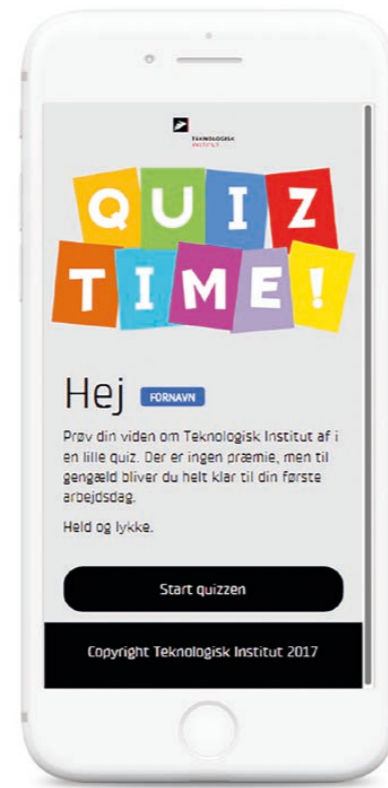 TEKNOLOGISK
INSTITUT
QUIZ
TIME!
Hej FORNAVN
Prøv din viden om Teknologisk Institut af i
en lille quiz. Der er ingen præmie, men til
gengæld bliver du helt klar til din første
arbejdsdag.
Held og lykke.
Start quizzen
Copyright Teknologisk Institut 2017